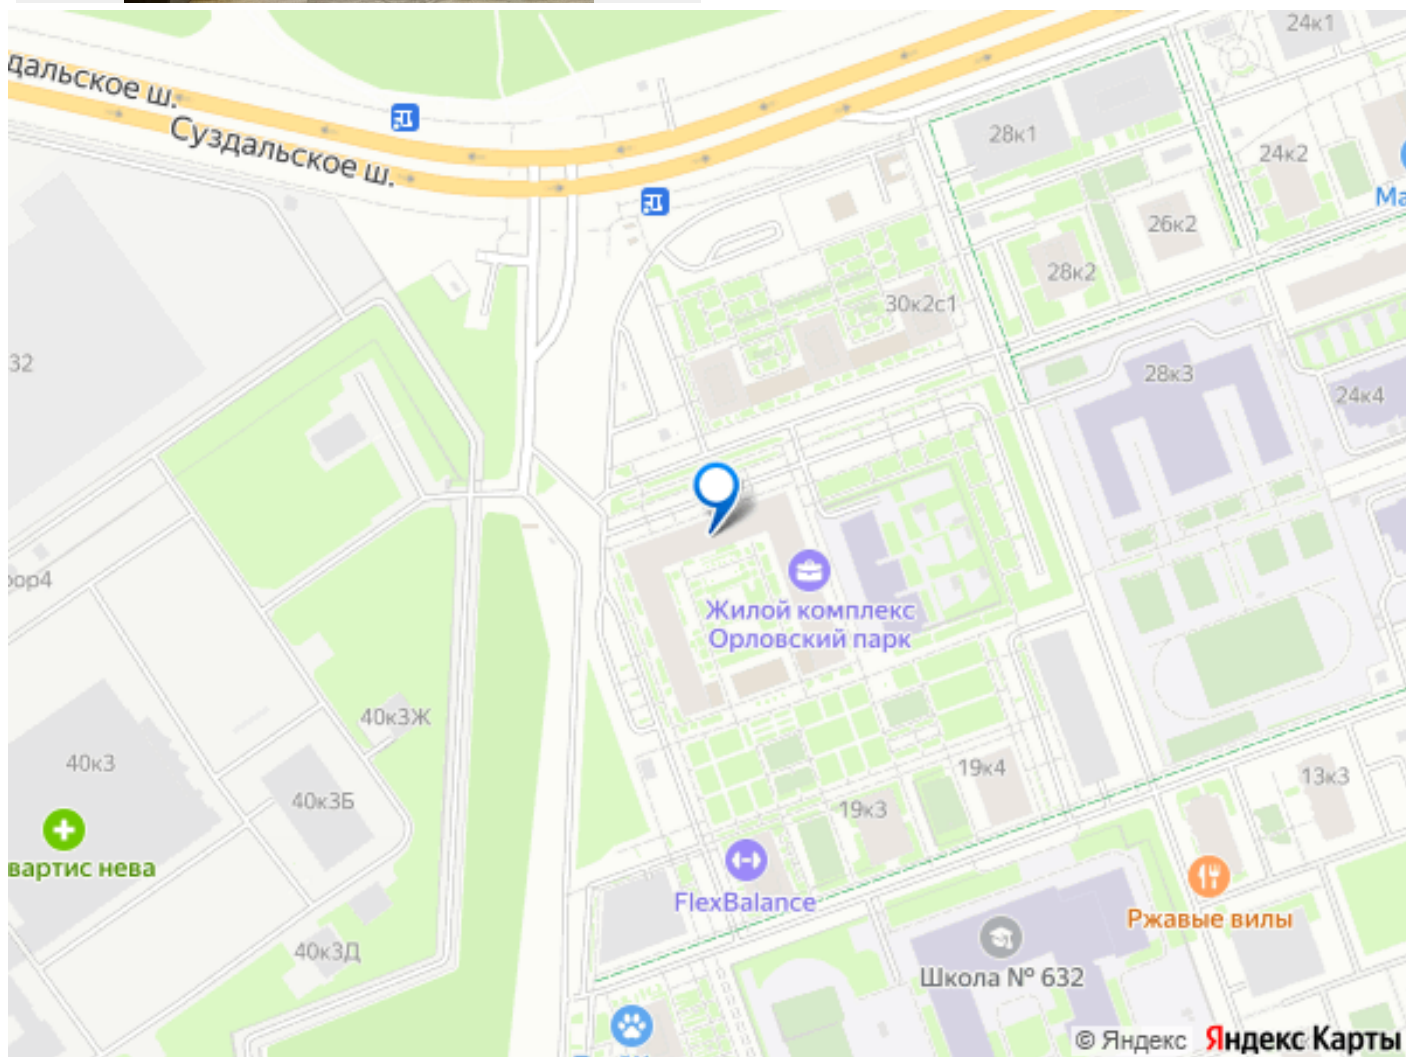 24к1
дальское ш.
Суздальское ш.
28к1
24к2
Ма
26к2
28к2
30к2с1
32
28к3
24к4
ор4
Жилой комплекс
Орловский парк
40к3Ж
40к3
19к4
13к3
40к3Б
19к3
вартис нева
FlexBalance
Ржавые вилы
40к3Д
Школа № 632
© Яндекс Яндекс Карты